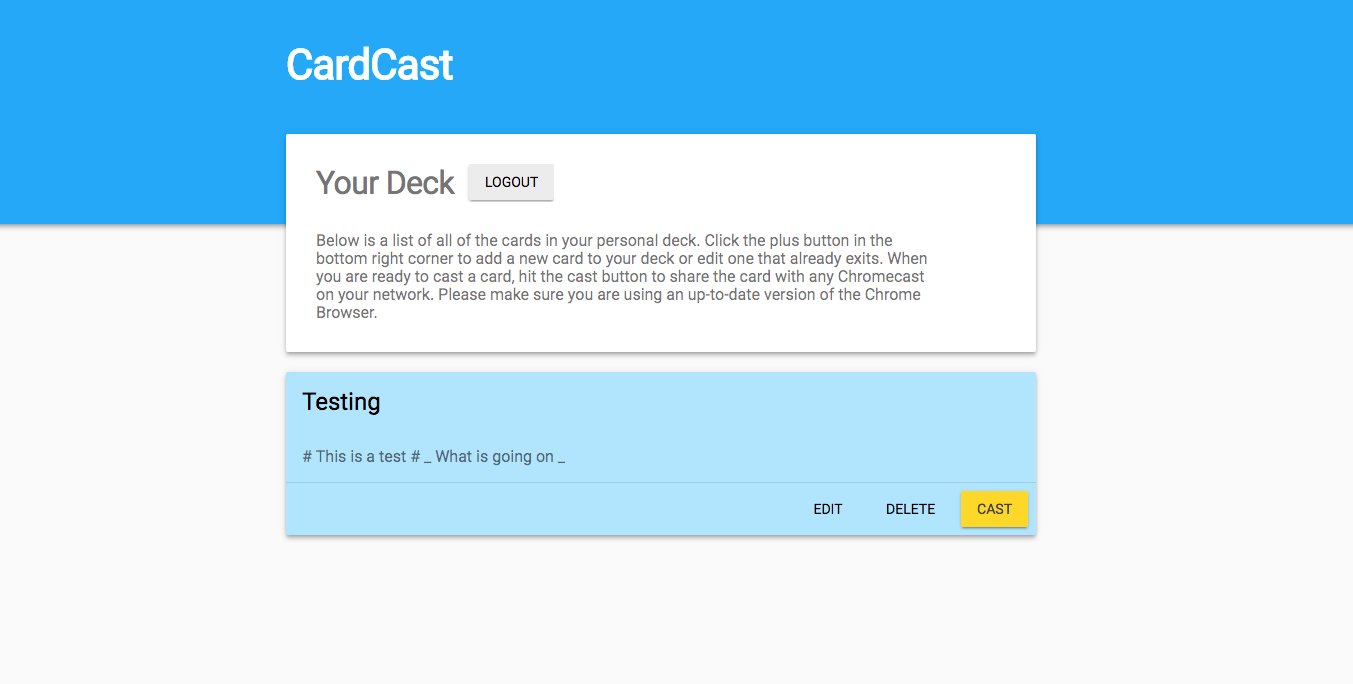 CardCast
Your Deck LOGOUT
Below is a list of all of the cards in your personal deck. Click the plus button in the
bottom right corner to add a new card to your deck or edit one that already exits. When
you are ready to cast a card, hit the cast button to share the card with any Chromecast
on your network. Please make sure you are using an up-to-date version of the Chrome
Browser.
Testing
# This is a test # _ What is going on _
EDIT DELETE CAST